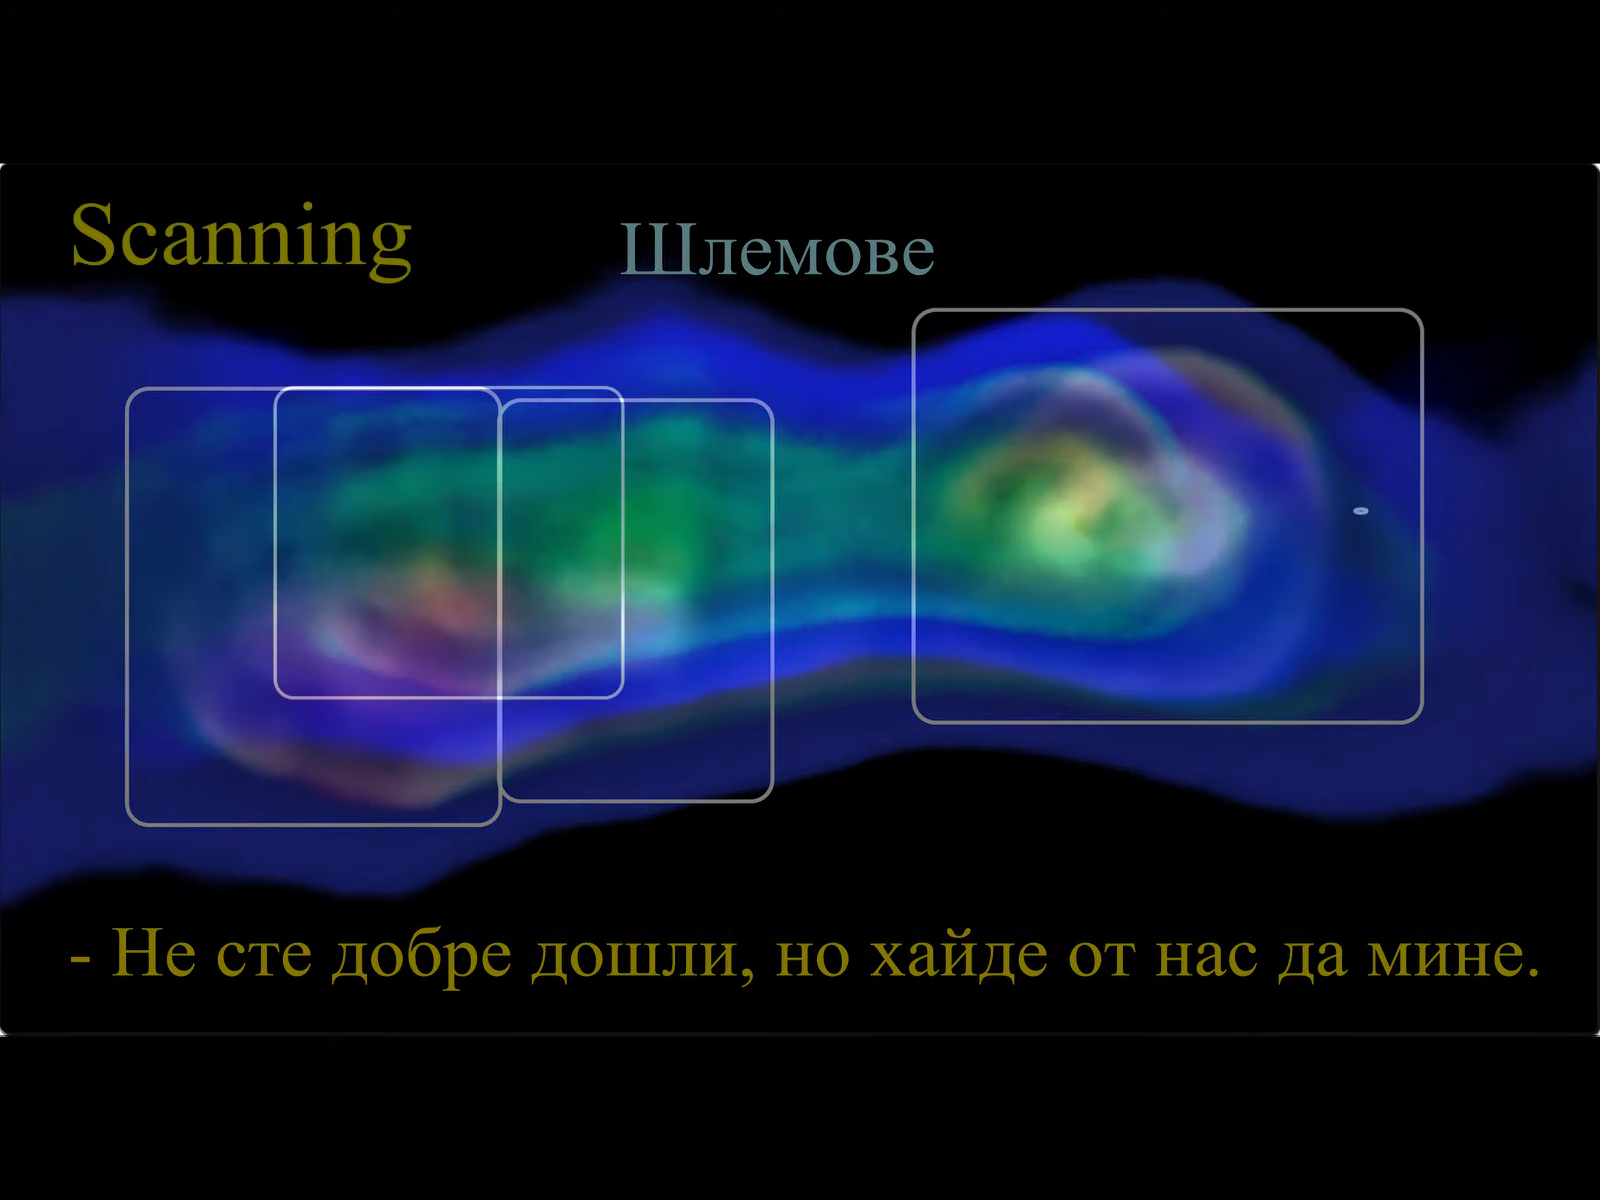 Scanning
Шлемове
- Не сте добре дошли, но хайде от нас да мине.